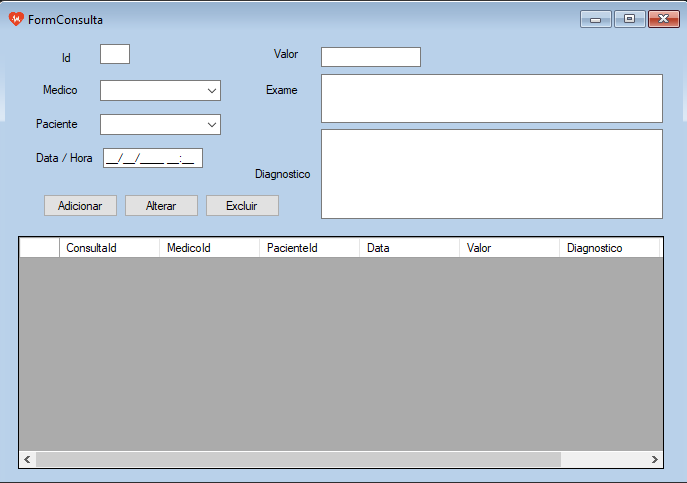 FormConsulta
Id
Valor
Medico
Exame
Paciente
Data / Hora __/__/____ __:__
Diagnostico
Adicionar Alterar Excluir
ConsultaId MedicoId PacienteId Data Valor Diagnostico